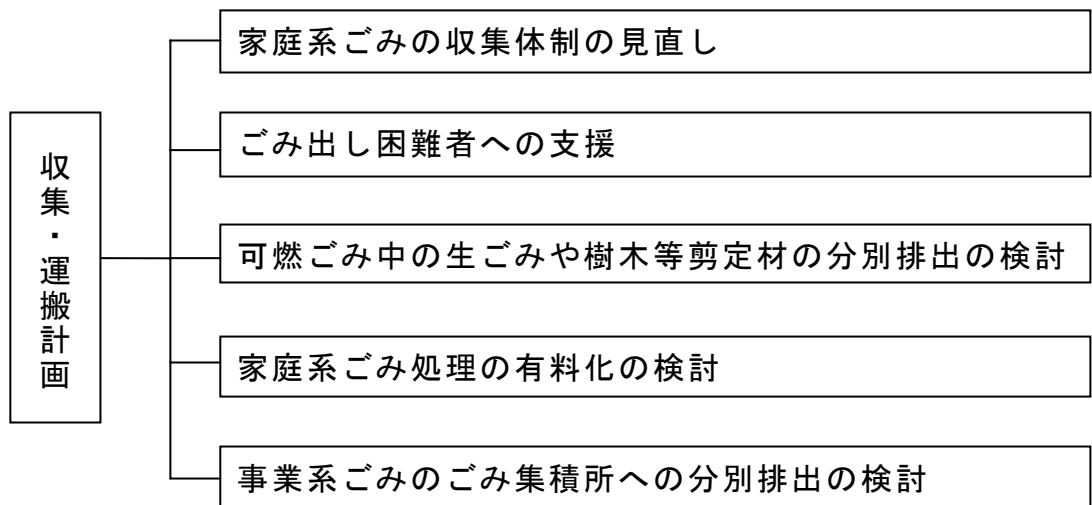 収集・運搬計画
家庭系ごみの収集体制の見直し
ごみ出し困難者への支援
可燃ごみ中の生ごみや樹木等剪定材の分別排出の検討
家庭系ごみ処理の有料化の検討
事業系ごみのごみ集積所への分別排出の検討